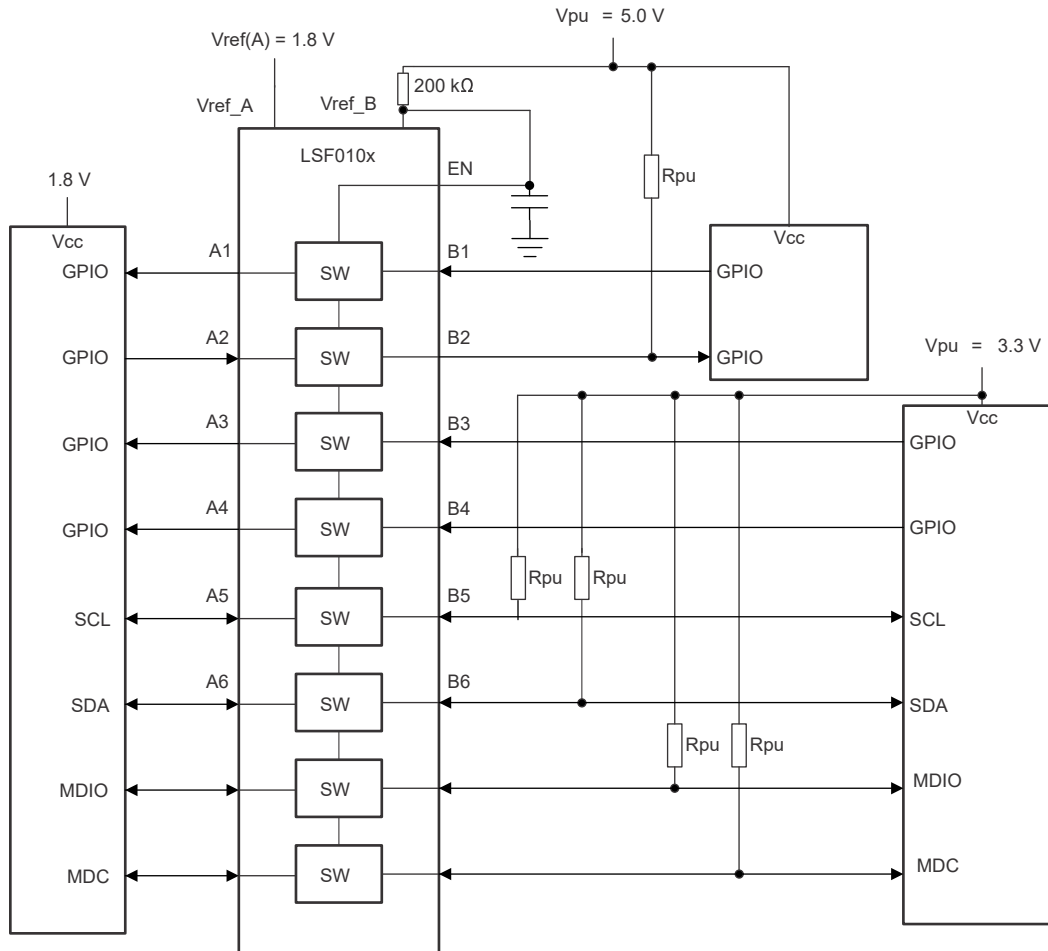 Vpu = 5.0 V
Vref(A) = 1.8 V
200 kΩ
Vref_A
Vref_B
LSF010x
EN
Rpu
1.8 V
Vcc
Vcc
GPIO
A1
SW
B1
GPIO
GPIO
A2
SW
B2
GPIO
Vpu = 3.3 V
Vcc
GPIO
A3
SW
B3
GPIO
GPIO
A4
SW
B4
GPIO
Rpu
Rpu
SCL
A5
SW
B5
SCL
SDA
A6
SW
B6
SDA
Rpu
Rpu
MDIO
SW
MDIO
MDC
SW
MDC